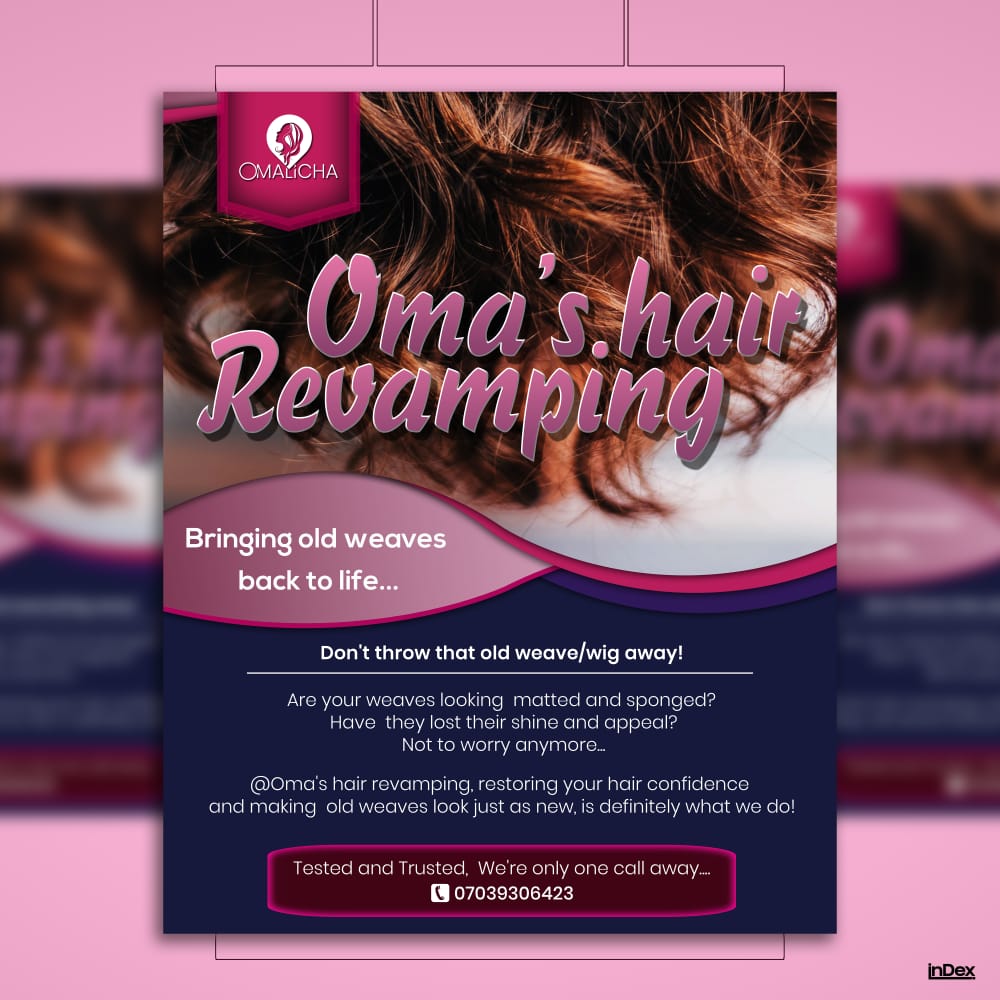 OMALiCHA
Oma's hair
Revamping
Bringing old weaves
back to life...
Don't throw that old weave/wig away!
Are your weaves looking matted and sponged?
Have they lost their shine and appeal?
Not to worry anymore...
@Oma's hair revamping, restoring your hair confidence
and making old weaves look just as new, is definitely what we do!
Tested and Trusted, We're only one call away....
07039306423
inDex